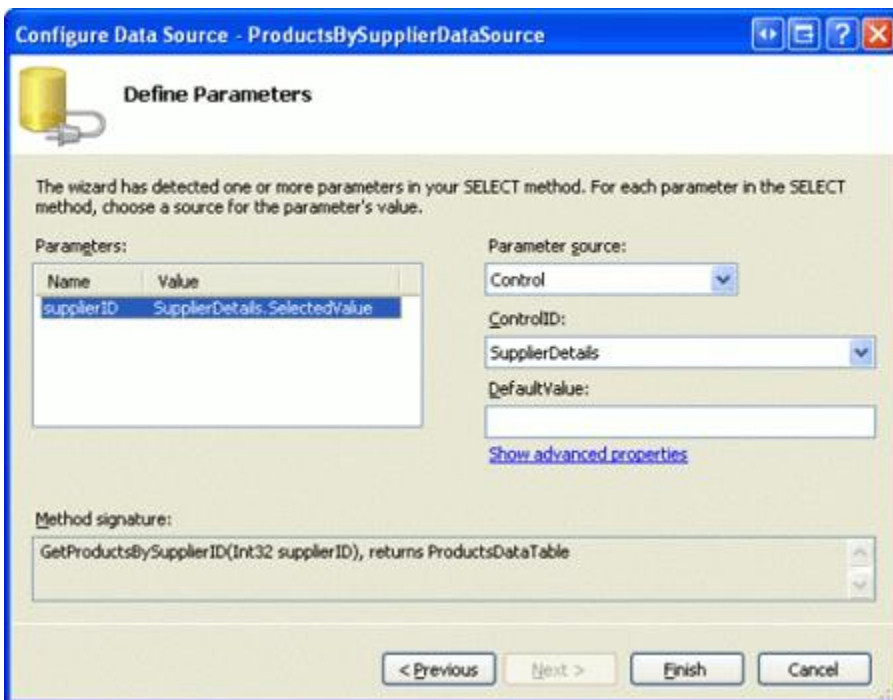 Configure Data Source - ProductsBySupplierDataSource
Define Parameters
The wizard has detected one or more parameters in your SELECT method. For each parameter in the SELECT
method, choose a source for the parameter's value.
Parameters:
Name Value
supplierID SupplierDetails.SelectedValue
Parameter source:
Control
ControlID:
SupplierDetails
DefaultValue:
Show advanced properties
Method signature:
GetProductsBySupplierID(Int32 supplierID), returns ProductsDataTable
< Previous Next > Finish Cancel